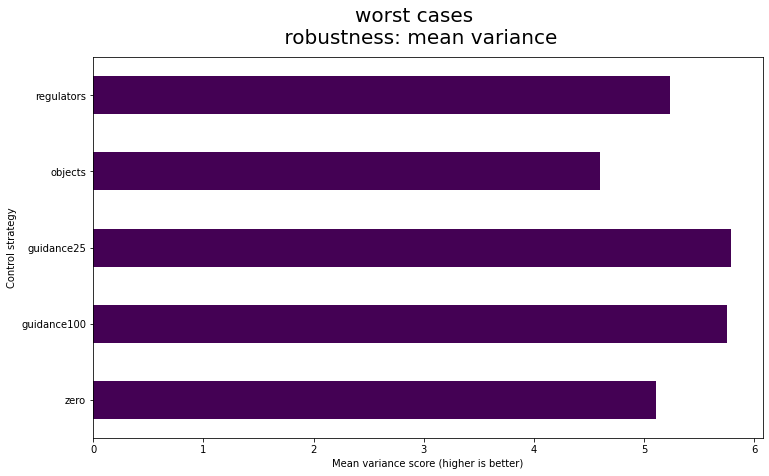 worst cases
robustness: mean variance
Control strategy
regulators
objects
guidance25
guidance100
zero
0 1 2 3 4 5 6
Mean variance score (higher is better)